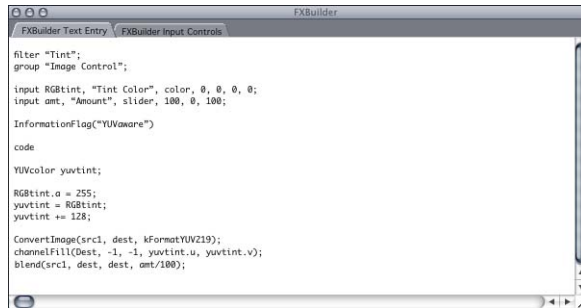 FXBuilder
FXBuilder Text Entry FXBuilder Input Controls
filter “Tint”;
group “Image Control”;
input RGBtint, “Tint Color”, color, 0, 0, 0, 0;
input amt, “Amount”, slider, 100, 0, 100;
InformationFlag(“YUVaware”)
code
YUVcolor yuvtint;
RGBtint.a = 255;
yuvtint = RGBtint;
yuvtint += 128;
ConvertImage(src1, dest, kFormatYUV219);
channelFill(Dest, -1, -1, yuvtint.u, yuvtint.v);
blend(src1, dest, dest, amt/100);